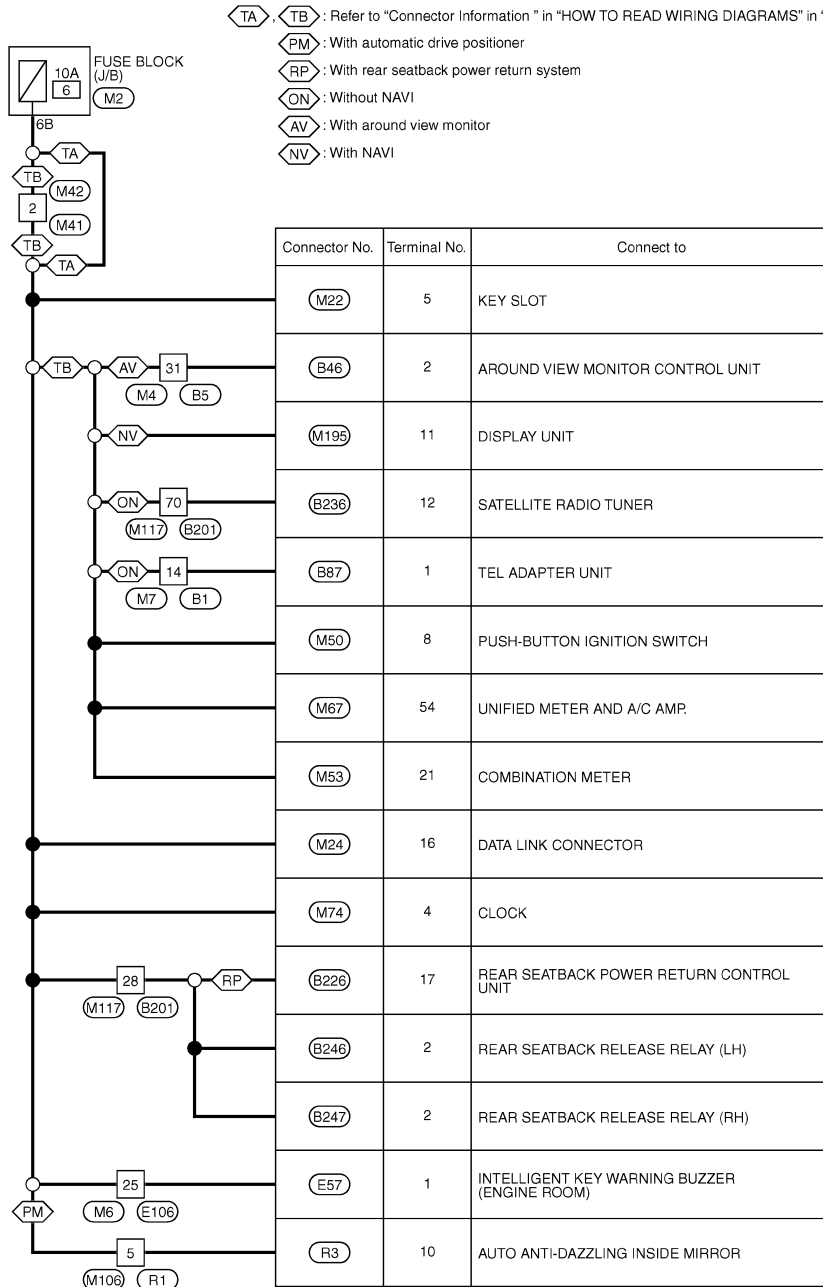 TA , TB : Refer to “Connector Information ” in “HOW TO READ WIRING DIAGRAMS” in “
PM : With automatic drive positioner
RP : With rear seatback power return system
ON : Without NAVI
AV : With around view monitor
NV : With NAVI
10A
6
FUSE BLOCK
(J/B)
M2
6B
TA
TB
M42
2
M41
TB
TA
Connector No. Terminal No. Connect to
M22 5 KEY SLOT
TB AV 31 B46 2 AROUND VIEW MONITOR CONTROL UNIT
M4 B5
NV M195 11 DISPLAY UNIT
ON 70 B236 12 SATELLITE RADIO TUNER
M117 B201
ON 14 B87 1 TEL ADAPTER UNIT
M7 B1
M50 8 PUSH-BUTTON IGNITION SWITCH
M67 54 UNIFIED METER AND A/C AMP.
M53 21 COMBINATION METER
M24 16 DATA LINK CONNECTOR
M74 4 CLOCK
28 RP B226 17 REAR SEATBACK POWER RETURN CONTROL
UNIT
M117 B201
B246 2 REAR SEATBACK RELEASE RELAY (LH)
B247 2 REAR SEATBACK RELEASE RELAY (RH)
25 E57 1 INTELLIGENT KEY WARNING BUZZER
(ENGINE ROOM)
PM M6 E106
5 R3 10 AUTO ANTI-DAZZLING INSIDE MIRROR
M106 R1